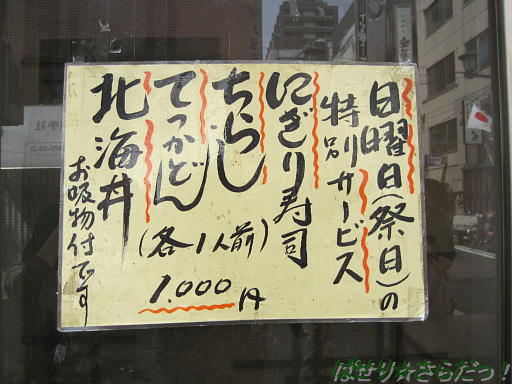 日曜日(祭日)の
特別サービス
にぎり寿司
ちらし
てっかどん
北海丼
(各1人前)
1.000円
お吸物付です
ぱせり☆さらだっ！